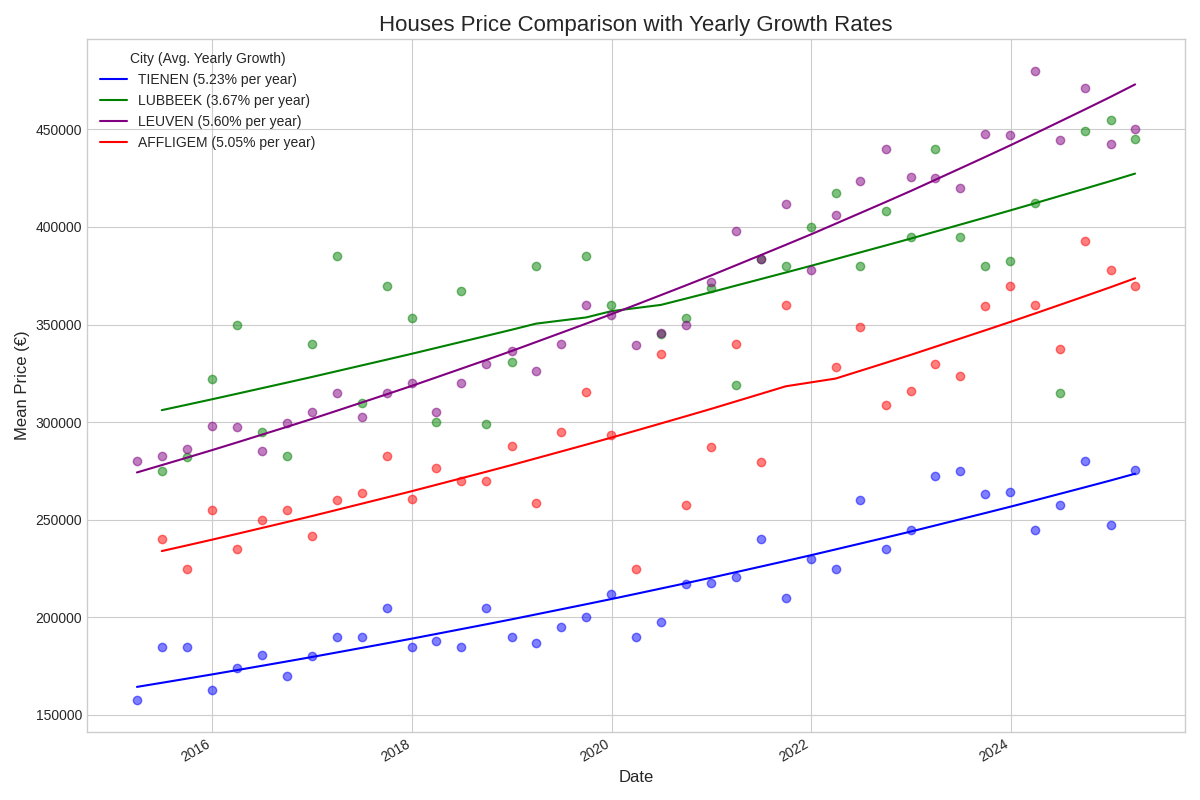 Houses Price Comparison with Yearly Growth Rates
City (Avg. Yearly Growth)
TIENEN (5.23% per year)
LUBBEEK (3.67% per year)
LEUVEN (5.60% per year)
AFFLIGEM (5.05% per year)
Mean Price (€)
450000
400000
350000
300000
250000
200000
150000
2016
2018
2020
2022
2024
Date